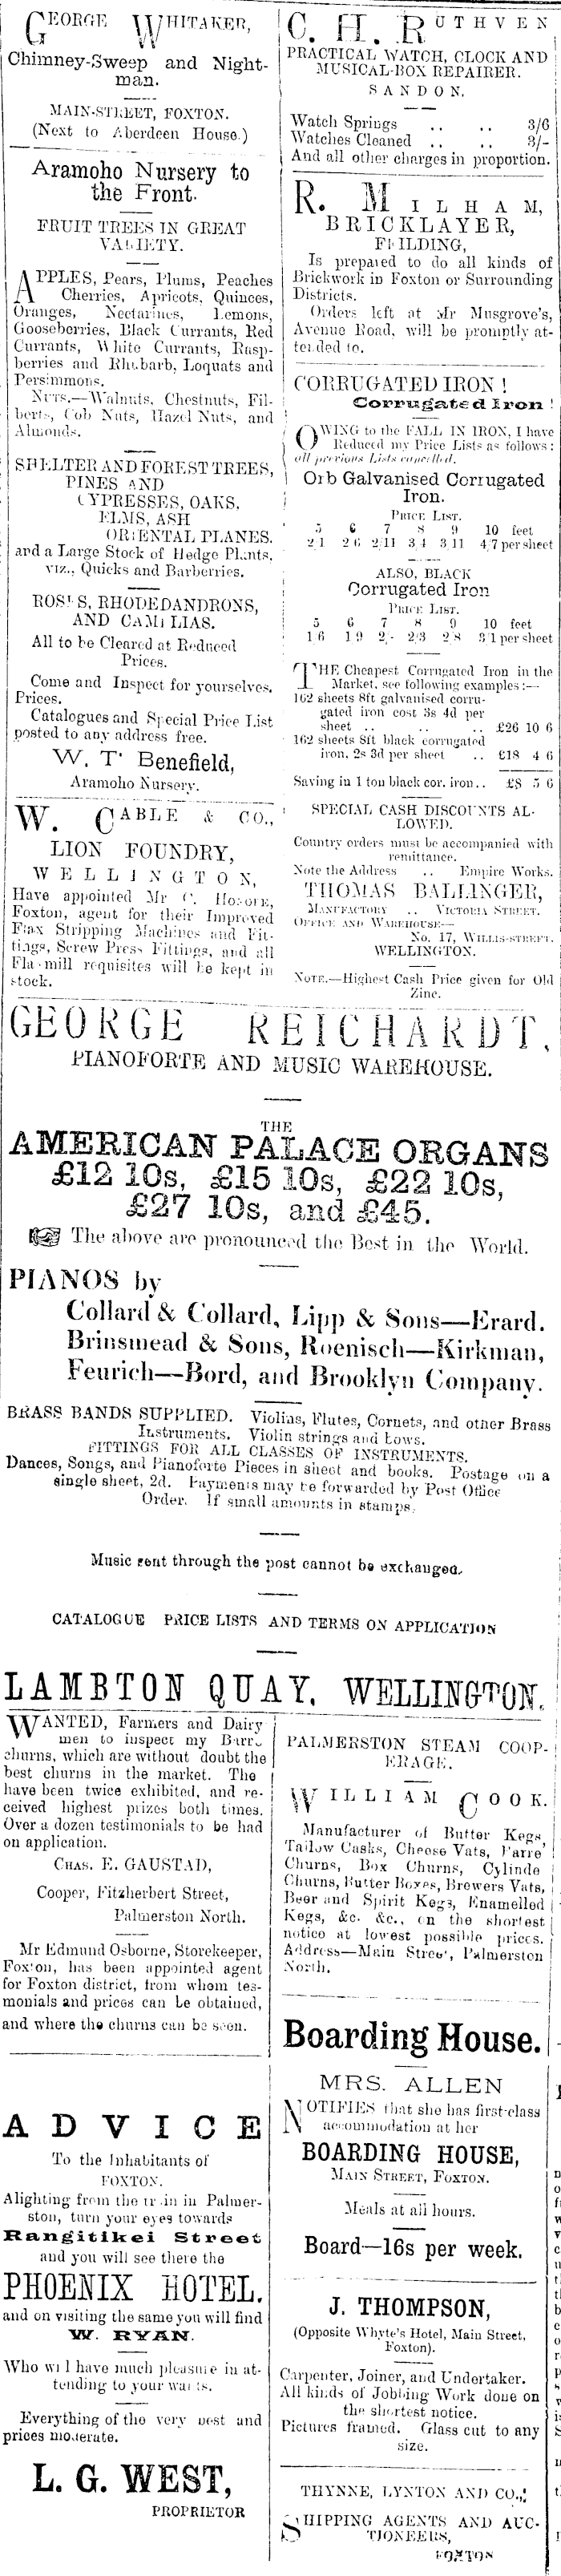 GEORGE WHITAKER,
Chimney-Sweep and Night-
man.
MAIN-STREET, FOXTON.
(Next to Aberdeen House.)
Aramoho Nursery to
the Front.
FRUIT TREES IN GREAT
VARIETY.
APPLES, Pears, Plums, Peaches
Cherries, Apricots, Quinces,
Oranges, Nectarines, Lemons,
Gooseberries, Black Currants, Red
Currants, White Currants, Rasp-
berries and Rhubarb, Loquats and
Persimmons.
NUTS.—Walnuts, Chestnuts, Fil-
berts, Cob Nuts, Hazel Nuts, and
Almonds.
SHELTER AND FOREST TREES,
PINES AND
CYPRESSES, OAKS,
ELMS, ASH
ORIENTAL PLANES.
and a Large Stock of Hedge Plants,
viz., Quicks and Barberries.
ROSES, RHODEDANDRONS,
AND CAMELLIAS.
All to be Cleared at Reduced
Prices.
Come and Inspect for yourselves.
Prices.
Catalogues and Special Price List
posted to any address free.
W. T. Benefield,
Aramoho Nursery.
W. CABLE & CO.,
LION FOUNDRY,
WELLINGTON,
Have appointed Mr C.
Foxton, agent for their Improved
Flax Stripping Machines and Fit-
tings, Screw Press Fittings, and all
Fla-mill requisites will be kept in
stock.
C. H. RUTHVEN
PRACTICAL WATCH, CLOCK AND
MUSICAL-BOX REPAIRER.
SANDON.
Watch Springs .. .. 3/6
Watches Cleaned .. .. 3/-
And all other charges in proportion.
R. MILHAM,
BRICKLAYER,
FEILDING,
Is prepared to do all kinds of
Brickwork in Foxton or Surrounding
Districts.
Orders left at Mr Musgrove's,
Avenue Road, will be promptly at-
tended to.
CORRUGATED IRON!
Corrugated Iron!
OWING to the FALL IN IRON, I have
Reduced my Price Lists as follows:
all previous Lists cancelled.
Orb Galvanised Corrugated
Iron.
PRICE LIST.
5 6 7 8 9 10 feet
2/1 2/6 2/11 3/4 3/11 4/7 per sheet
ALSO, BLACK
Corrugated Iron
PRICE LIST.
5 6 7 8 9 10 feet
1/6 1/9 2/- 2/3 2/8 3/1 per sheet
THE Cheapest Corrugated Iron in the
Market, see following examples:—
162 sheets 8ft galvanised corru-
gated iron cost 3s 4d per
sheet .. .. .. £26 10 6
162 sheets 8ft black corrugated
iron, 2s 3d per sheet .. £18 4 6
Saving in 1 ton black cor. iron .. £8 5 6
SPECIAL CASH DISCOUNTS AL-
LOWED.
Country orders must be accompanied with
remittance.
Note the Address .. Empire Works.
THOMAS BALLINGER,
MANUFACTORY .. VICTORIA STREET.
OFFICE AND WAREHOUSE—
No. 17, WILLIS-STREET.
WELLINGTON.
NOTE.—Highest Cash Price given for Old
Zinc.
GEORGE REICHARDT,
PIANOFORTE AND MUSIC WAREHOUSE.
THE
AMERICAN PALACE ORGANS
£12 10s, £15 10s, £22 10s,
£27 10s, and £45.
☞ The above are pronounced the Best in the World.
PIANOS by
Collard & Collard, Lipp & Sons—Erard.
Brinsmead & Sons, Roenisch—Kirkman,
Feurich—Bord, and Brooklyn Company.
BRASS BANDS SUPPLIED. Violins, Flutes, Cornets, and other Brass
Instruments. Violin strings and bows.
FITTINGS FOR ALL CLASSES OF INSTRUMENTS.
Dances, Songs, and Pianoforte Pieces in sheet and books. Postage on a
single sheet, 2d. Payments may be forwarded by Post Office
Order. If small amounts in stamps.
Music sent through the post cannot be exchanged.
CATALOGUE PRICE LISTS AND TERMS ON APPLICATION
LAMBTON QUAY, WELLINGTON.
WANTED, Farmers and Dairy
men to inspect my Barrel
churns, which are without doubt the
best churns in the market. The
have been twice exhibited, and re-
ceived highest prizes both times.
Over a dozen testimonials to be had
on application.
CHAS. E. GAUSTAD,
Cooper, Fitzherbert Street,
Palmerston North.
Mr Edmund Osborne, Storekeeper,
Foxton, has been appointed agent
for Foxton district, from whom tes-
monials and prices can be obtained,
and where the churns can be seen.
ADVICE
To the Inhabitants of
FOXTON.
Alighting from the train in Palmer-
ston, turn your eyes towards
Rangitikei Street
and you will see there the
PHOENIX HOTEL.
and on visiting the same you will find
W. RYAN.
Who will have much pleasure in at-
tending to your wants.
Everything of the very best and
prices moderate.
L. G. WEST,
PROPRIETOR
PALMERSTON STEAM COOP-
ERAGE.
WILLIAM COOK.
Manufacturer of Butter Kegs,
Tallow Casks, Cheese Vats, Barre
Churns, Box Churns, Cylinde
Churns, Butter Boxes, Brewers Vats,
Beer and Spirit Kegs, Enamelled
Kegs, &c. &c., on the shortest
notice at lowest possible prices.
Address—Main Street, Palmerston
North.
Boarding House.
MRS. ALLEN
NOTIFIES that she has first-class
accommodation at her
BOARDING HOUSE,
MAIN STREET, FOXTON.
Meals at all hours.
Board—16s per week.
J. THOMPSON,
(Opposite Whyte's Hotel, Main Street,
Foxton).
Carpenter, Joiner, and Undertaker.
All kinds of Jobbing Work done on
the shortest notice.
Pictures framed. Glass cut to any
size.
THYNNE, LYNTON AND CO.,
SHIPPING AGENTS AND AUC-
TIONEERS,
FOXTON